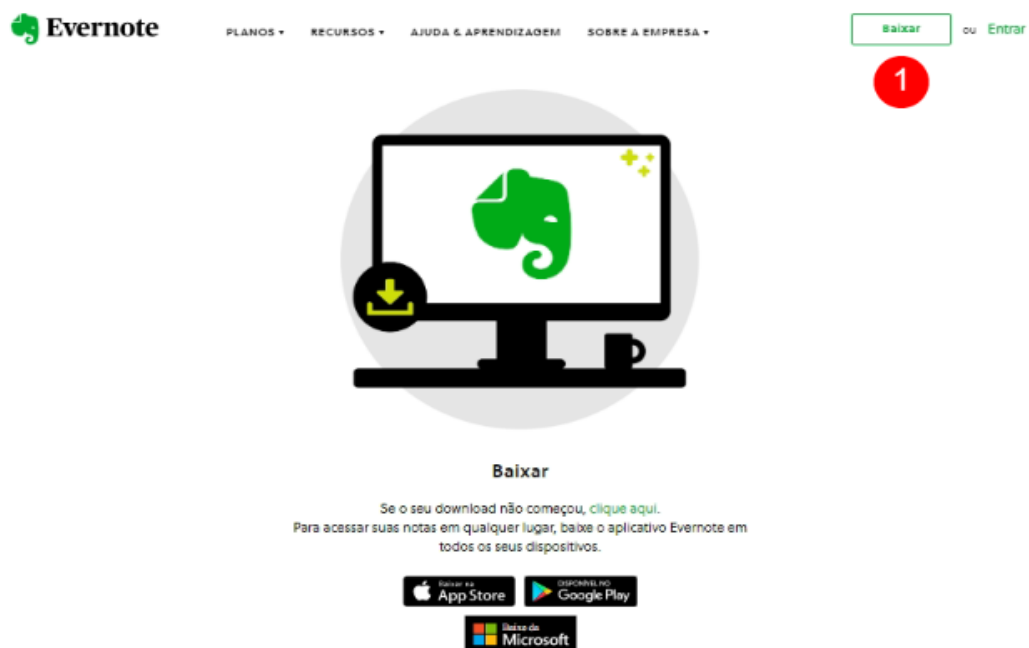 Evernote
PLANOS ▾ RECURSOS ▾ AJUDA & APRENDIZAGEM SOBRE A EMPRESA ▾
Baixar ou Entrar
1
Baixar
Se o seu download não começou, clique aqui.
Para acessar suas notas em qualquer lugar, baixe o aplicativo Evernote em
todos os seus dispositivos.
Baixar na
App Store
DISPONÍVEL NO
Google Play
Baixe da
Microsoft